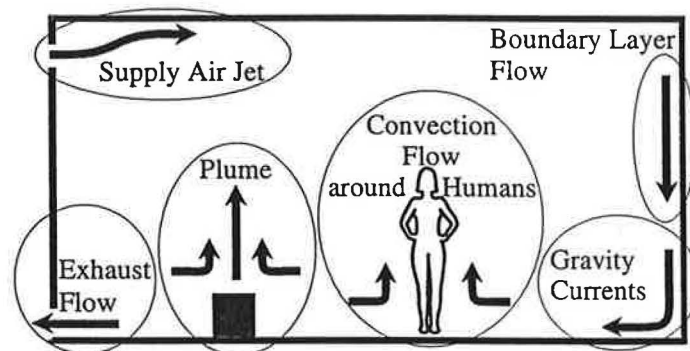 Supply Air Jet
Boundary Layer
Flow
Convection
Flow
around Humans
Plume
Exhaust
Flow
Gravity
Currents